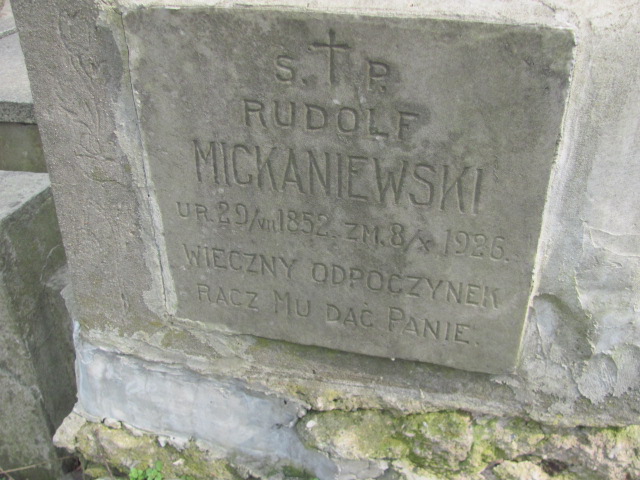 S. † P.
RUDOLF
MICKANIEWSKI
UR. 29/VII 1852. ZM. 8/X 1926.
WIECZNY ODPOCZYNEK
RACZ MU DAĆ PANIE.